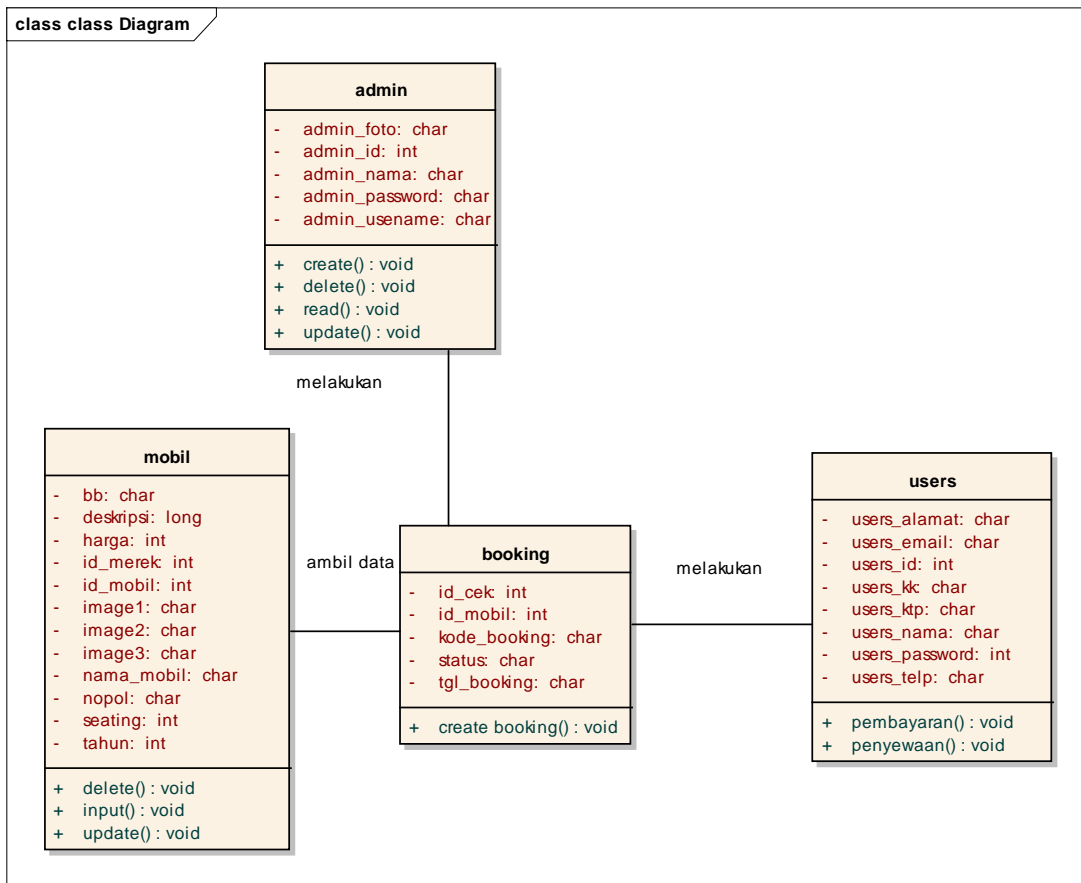 class class Diagram
admin
- admin_foto: char
- admin_id: int
- admin_nama: char
- admin_password: char
- admin_usename: char
+ create() : void
+ delete() : void
+ read() : void
+ update() : void
melakukan
mobil
- bb: char
- deskripsi: long
- harga: int
- id_merek: int
- id_mobil: int
- image1: char
- image2: char
- image3: char
- nama_mobil: char
- nopol: char
- seating: int
- tahun: int
+ delete() : void
+ input() : void
+ update() : void
ambil data
booking
- id_cek: int
- id_mobil: int
- kode_booking: char
- status: char
- tgl_booking: char
+ create booking() : void
melakukan
users
- users_alamat: char
- users_email: char
- users_id: int
- users_kk: char
- users_ktp: char
- users_nama: char
- users_password: int
- users_telp: char
+ pembayaran() : void
+ penyewaan() : void